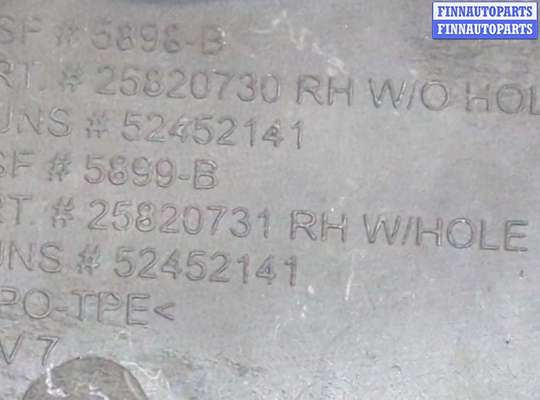 FINNAUTOPARTS
FINNAUTOPARTS
SF # 5898-B
RT. # 25820730 RH W/O HOL
UNS # 52452141
SF # 5899-B
RT. # 25820731 RH W/HOLE
UNS # 52452141
PO-TPE<
V 7